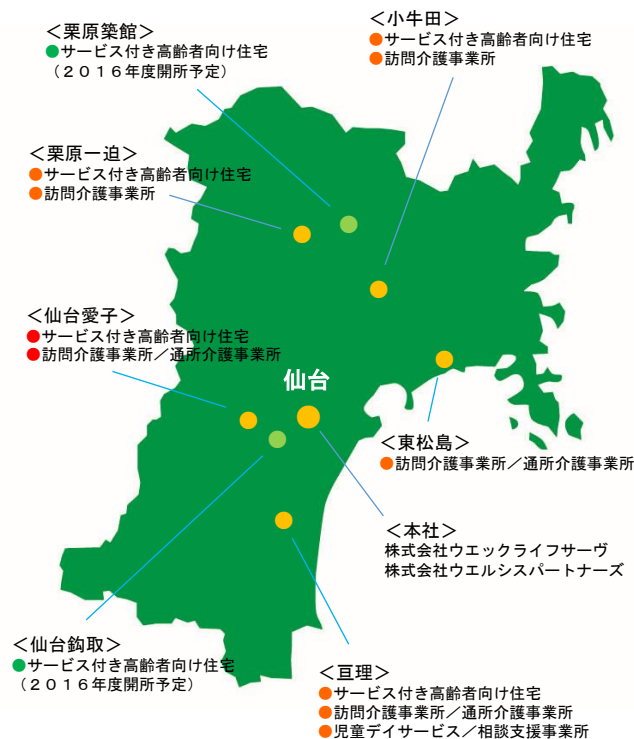 ＜栗原築館＞
●サービス付き高齢者向け住宅
（２０１６年度開所予定）
＜小牛田＞
●サービス付き高齢者向け住宅
●訪問介護事業所
＜栗原一迫＞
●サービス付き高齢者向け住宅
●訪問介護事業所
＜仙台愛子＞
●サービス付き高齢者向け住宅
●訪問介護事業所／通所介護事業所
仙台
＜東松島＞
●訪問介護事業所／通所介護事業所
＜本社＞
株式会社ウエックライフサーヴ
株式会社ウエルシスパートナーズ
＜仙台鈎取＞
●サービス付き高齢者向け住宅
（２０１６年度開所予定）
＜亘理＞
●サービス付き高齢者向け住宅
●訪問介護事業所／通所介護事業所
●児童デイサービス／相談支援事業所